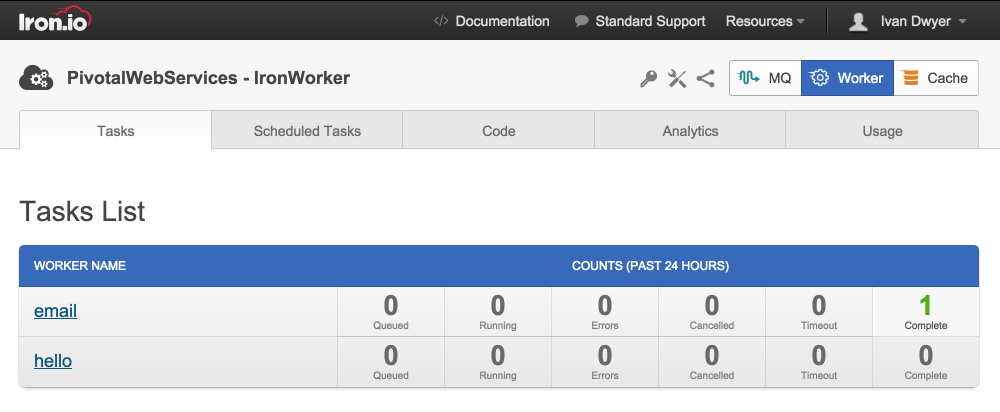 Iron.io </> Documentation Standard Support Resources Ivan Dwyer
PivotalWebServices - IronWorker MQ Worker Cache
Tasks Scheduled Tasks Code Analytics Usage
Tasks List
WORKER NAME COUNTS (PAST 24 HOURS)
email 0 0 0 0 0 1
Queued Running Errors Cancelled Timeout Complete
hello 0 0 0 0 0 0
Queued Running Errors Cancelled Timeout Complete